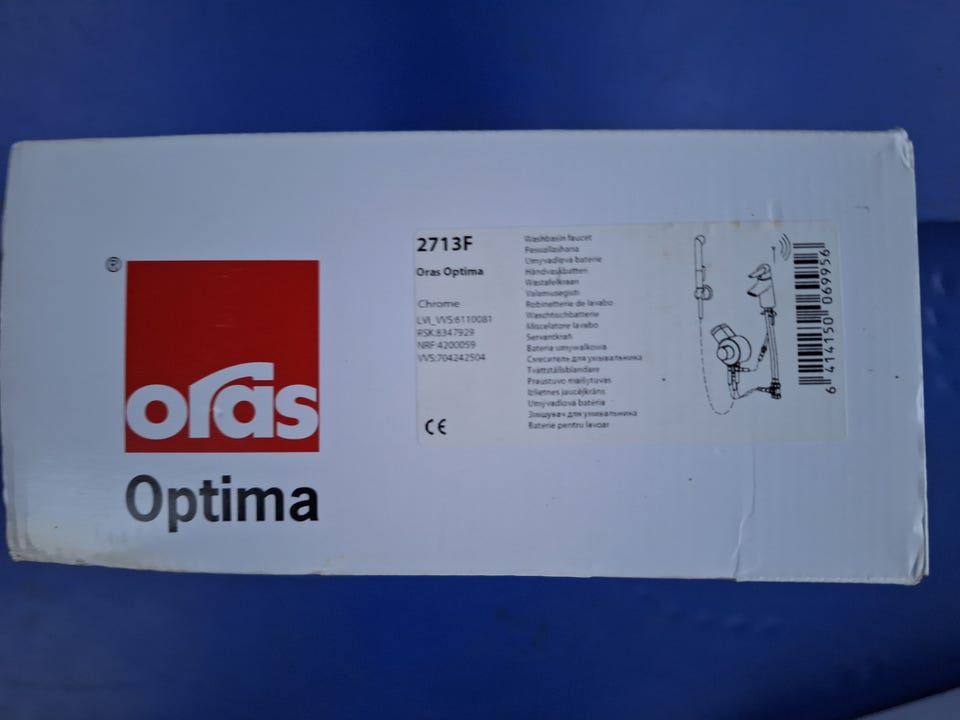 ®
oras
Optima
2713F
Oras Optima
Chrome
LVI_VVS:6110081
RSK:8347929
NRF:4200059
VVS:704242504
CE
Washbasin faucet
Pesuallashana
Umyvadlová baterie
Håndvaskbatteri
Wastafelkraan
Valamusegisti
Robinetterie de lavabo
Waschtischbatterie
Miscelatore lavabo
Servantkran
Bateria umywalkowa
Смеситель для умывальника
Tvättställsblandare
Praustuvo maišytuvas
Izlietnes jaucējkrāns
Umývadlová batéria
Змішувач для умивальника
Baterie pentru lavoar
6 414150 069956